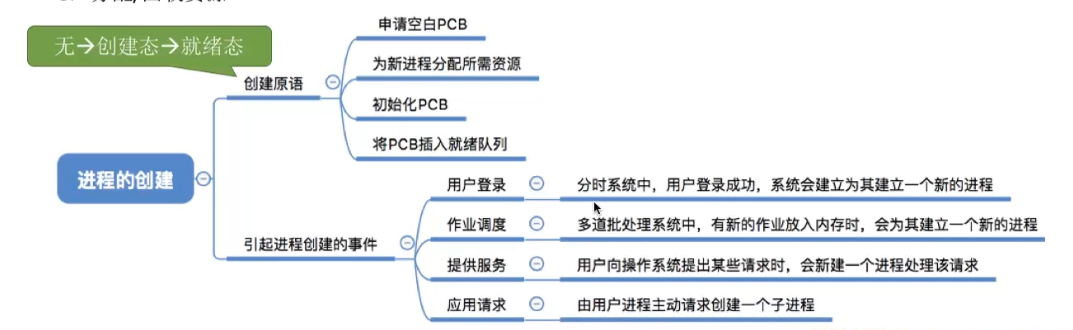 无→创建态→就绪态
申请空白PCB
为新进程分配所需资源
创建原语
初始化PCB
将PCB插入就绪队列
进程的创建
用户登录
分时系统中，用户登录成功，系统会建立为其建立一个新的进程
作业调度
多道批处理系统中，有新的作业放入内存时，会为其建立一个新的进程
引起进程创建的事件
提供服务
用户向操作系统提出某些请求时，会新建一个进程处理该请求
应用请求
由用户进程主动请求创建一个子进程